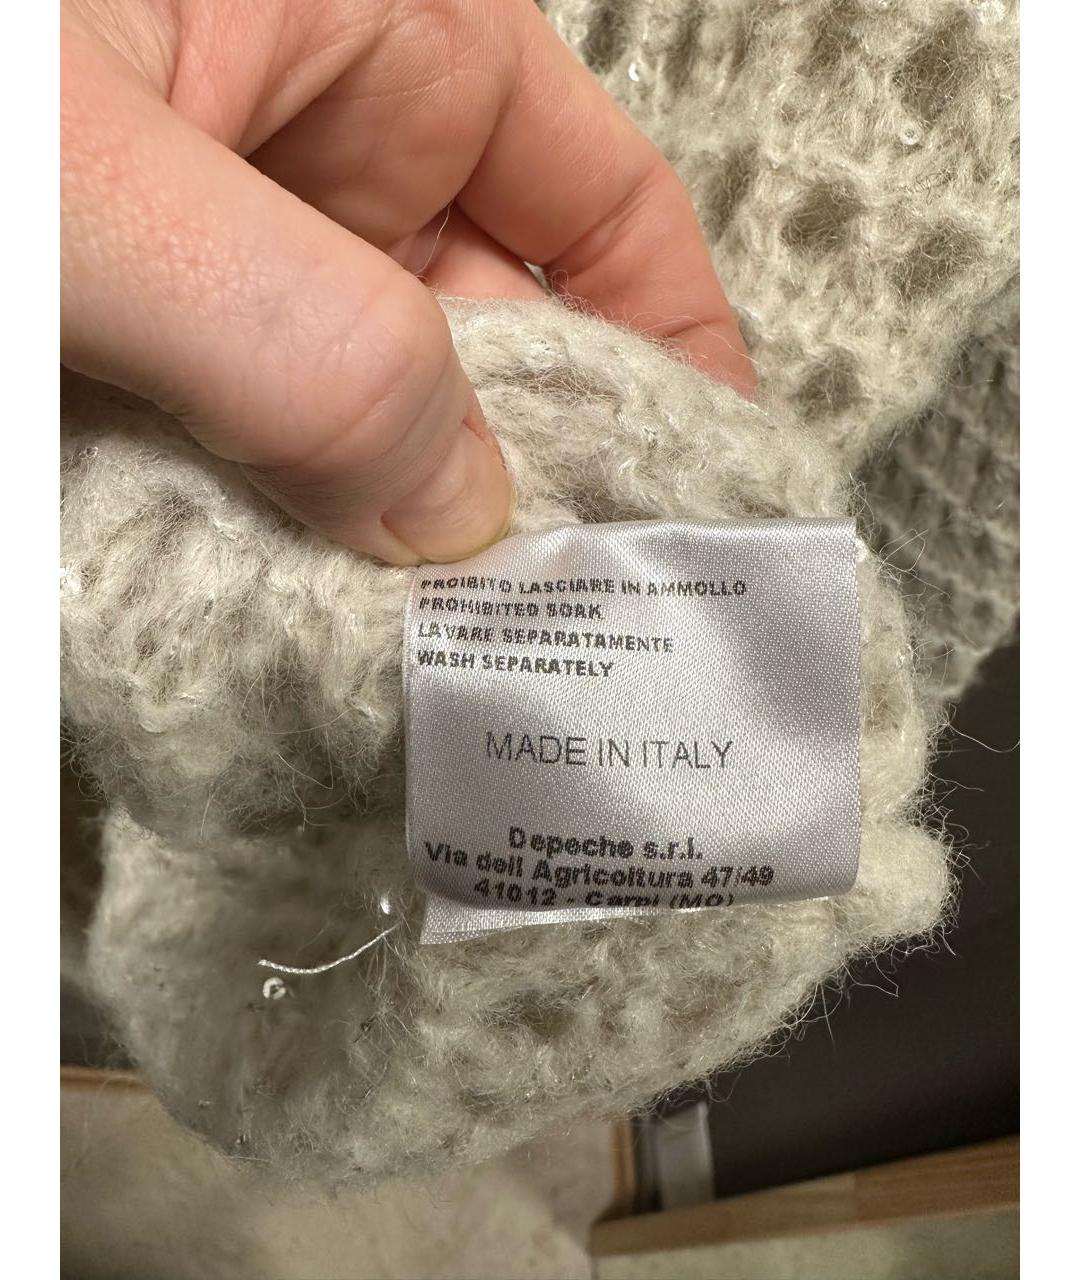 PROIBITO LASCIARE IN AMMOLLO
PROHIBITED SOAK
LAVARE SEPARATAMENTE
WASH SEPARATELY
MADE IN ITALY
Depeche s.r.l.
Via dell Agricoltura 47/49
41012 - Carpi (MO)